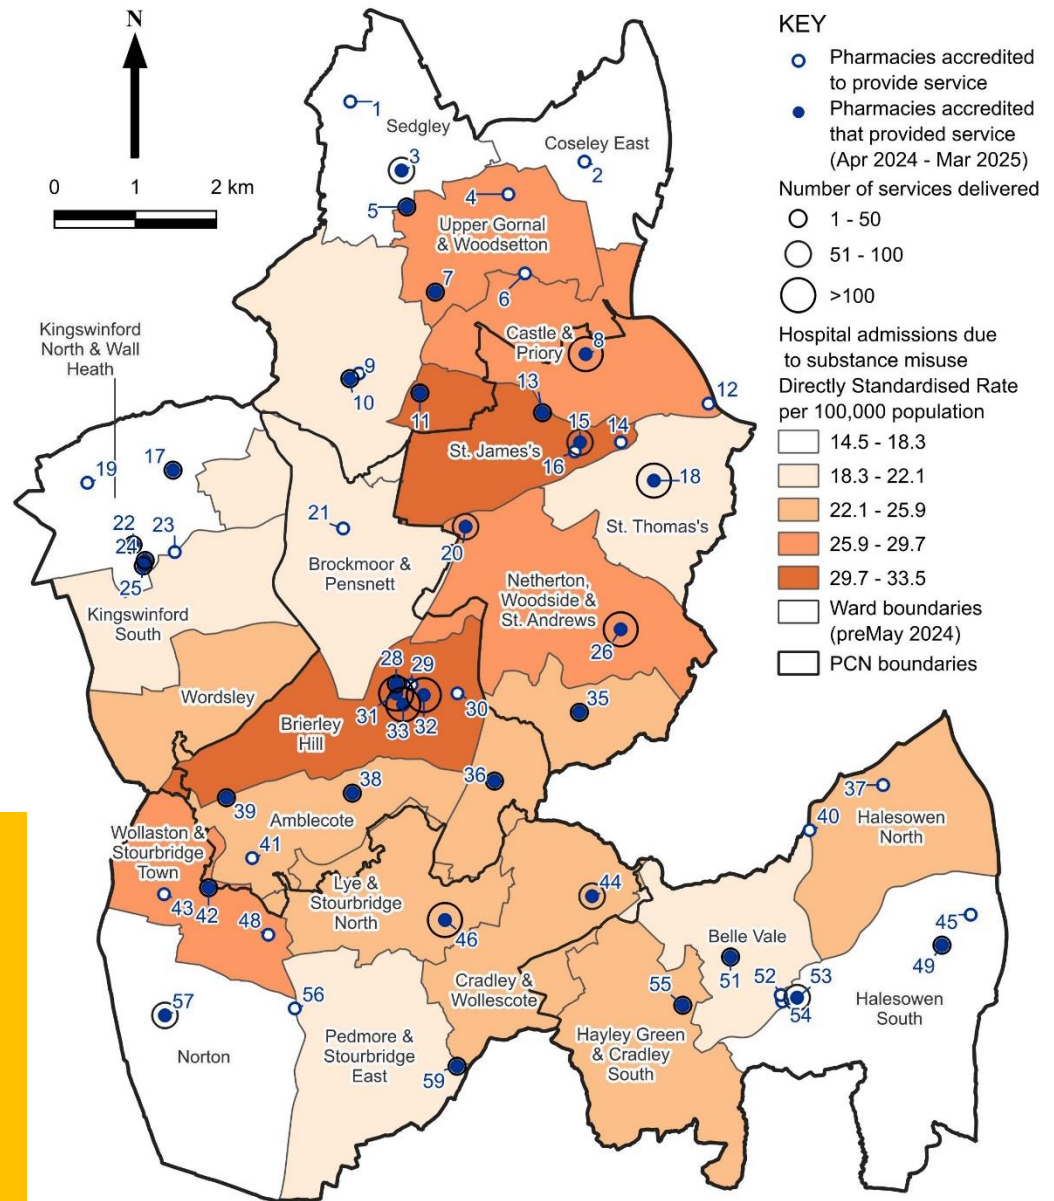 N
0 1 2 km
KEY
Pharmacies accredited
to provide service
Pharmacies accredited
that provided service
(Apr 2024 - Mar 2025)
Number of services delivered
1 - 50
51 - 100
>100
Hospital admissions due
to substance misuse
Directly Standardised Rate
per 100,000 population
14.5 - 18.3
18.3 - 22.1
22.1 - 25.9
25.9 - 29.7
29.7 - 33.5
Ward boundaries
(preMay 2024)
PCN boundaries
1
Sedgley
Coseley East
3
2
4
5
Upper Gornal
& Woodsetton
6
7
Kingswinford
North & Wall
Heath
Castle &
Priory
8
9
10
11
12
13
14
15
16
St. James's
17
18
19
St. Thomas's
20
21
22
23
24
25
Brockmoor &
Pensnett
Kingswinford
South
Netherton,
Woodside &
St. Andrews
26
Wordsley
28
29
30
31
32
33
Brierley
Hill
35
36
37
38
39
40
Amblecote
Halesowen
North
Wollaston &
Stourbridge
Town
41
42
43
44
45
Lye &
Stourbridge
North
46
48
Belle Vale
49
51
52
53
54
55
Cradley &
Wollescote
Halesowen
South
56
57
Norton
Pedmore &
Stourbridge
East
Hayley Green
& Cradley
South
59